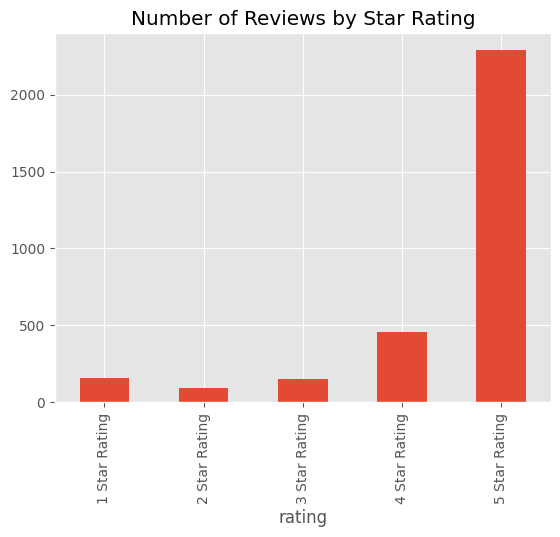 Number of Reviews by Star Rating
2000
1500
1000
500
0
1 Star Rating
2 Star Rating
3 Star Rating
4 Star Rating
5 Star Rating
rating